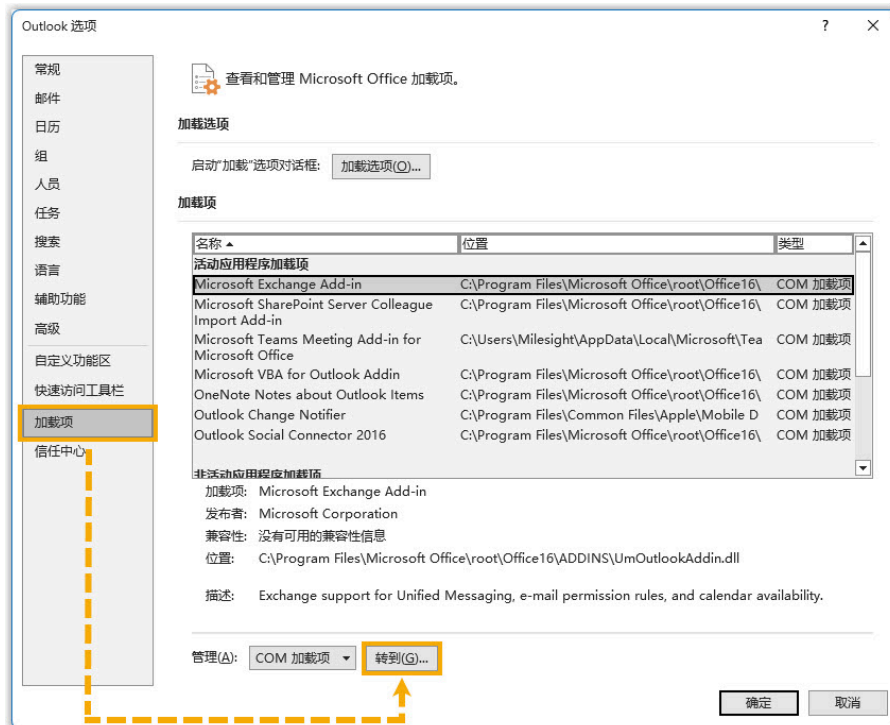 Outlook 选项 ? ×
常规
邮件
日历
组
人员
任务
搜索
语言
辅助功能
高级
自定义功能区
快速访问工具栏
加载项
信任中心
查看和管理 Microsoft Office 加载项。
加载选项
启动“加载”选项对话框: 加载选项(O)...
加载项
名称 位置 类型
活动应用程序加载项
Microsoft Exchange Add-in C:\Program Files\Microsoft Office\root\Office16\ COM 加载项
Microsoft SharePoint Server Colleague C:\Program Files\Microsoft Office\root\Office16\ COM 加载项
Import Add-in
Microsoft Teams Meeting Add-in for C:\Users\Milesight\AppData\Local\Microsoft\Tea COM 加载项
Microsoft Office
Microsoft VBA for Outlook Addin C:\Program Files\Microsoft Office\root\Office16\ COM 加载项
OneNote Notes about Outlook Items C:\Program Files\Microsoft Office\root\Office16\ COM 加载项
Outlook Change Notifier C:\Program Files\Common Files\Apple\Mobile D COM 加载项
Outlook Social Connector 2016 C:\Program Files\Microsoft Office\root\Office16\ COM 加载项
非活动应用程序加载项
加载项: Microsoft Exchange Add-in
发布者: Microsoft Corporation
兼容性: 没有可用的兼容性信息
位置: C:\Program Files\Microsoft Office\root\Office16\ADDINS\UmOutlookAddin.dll
描述: Exchange support for Unified Messaging, e-mail permission rules, and calendar availability.
管理(A): COM 加载项 转到(G)...
确定 取消